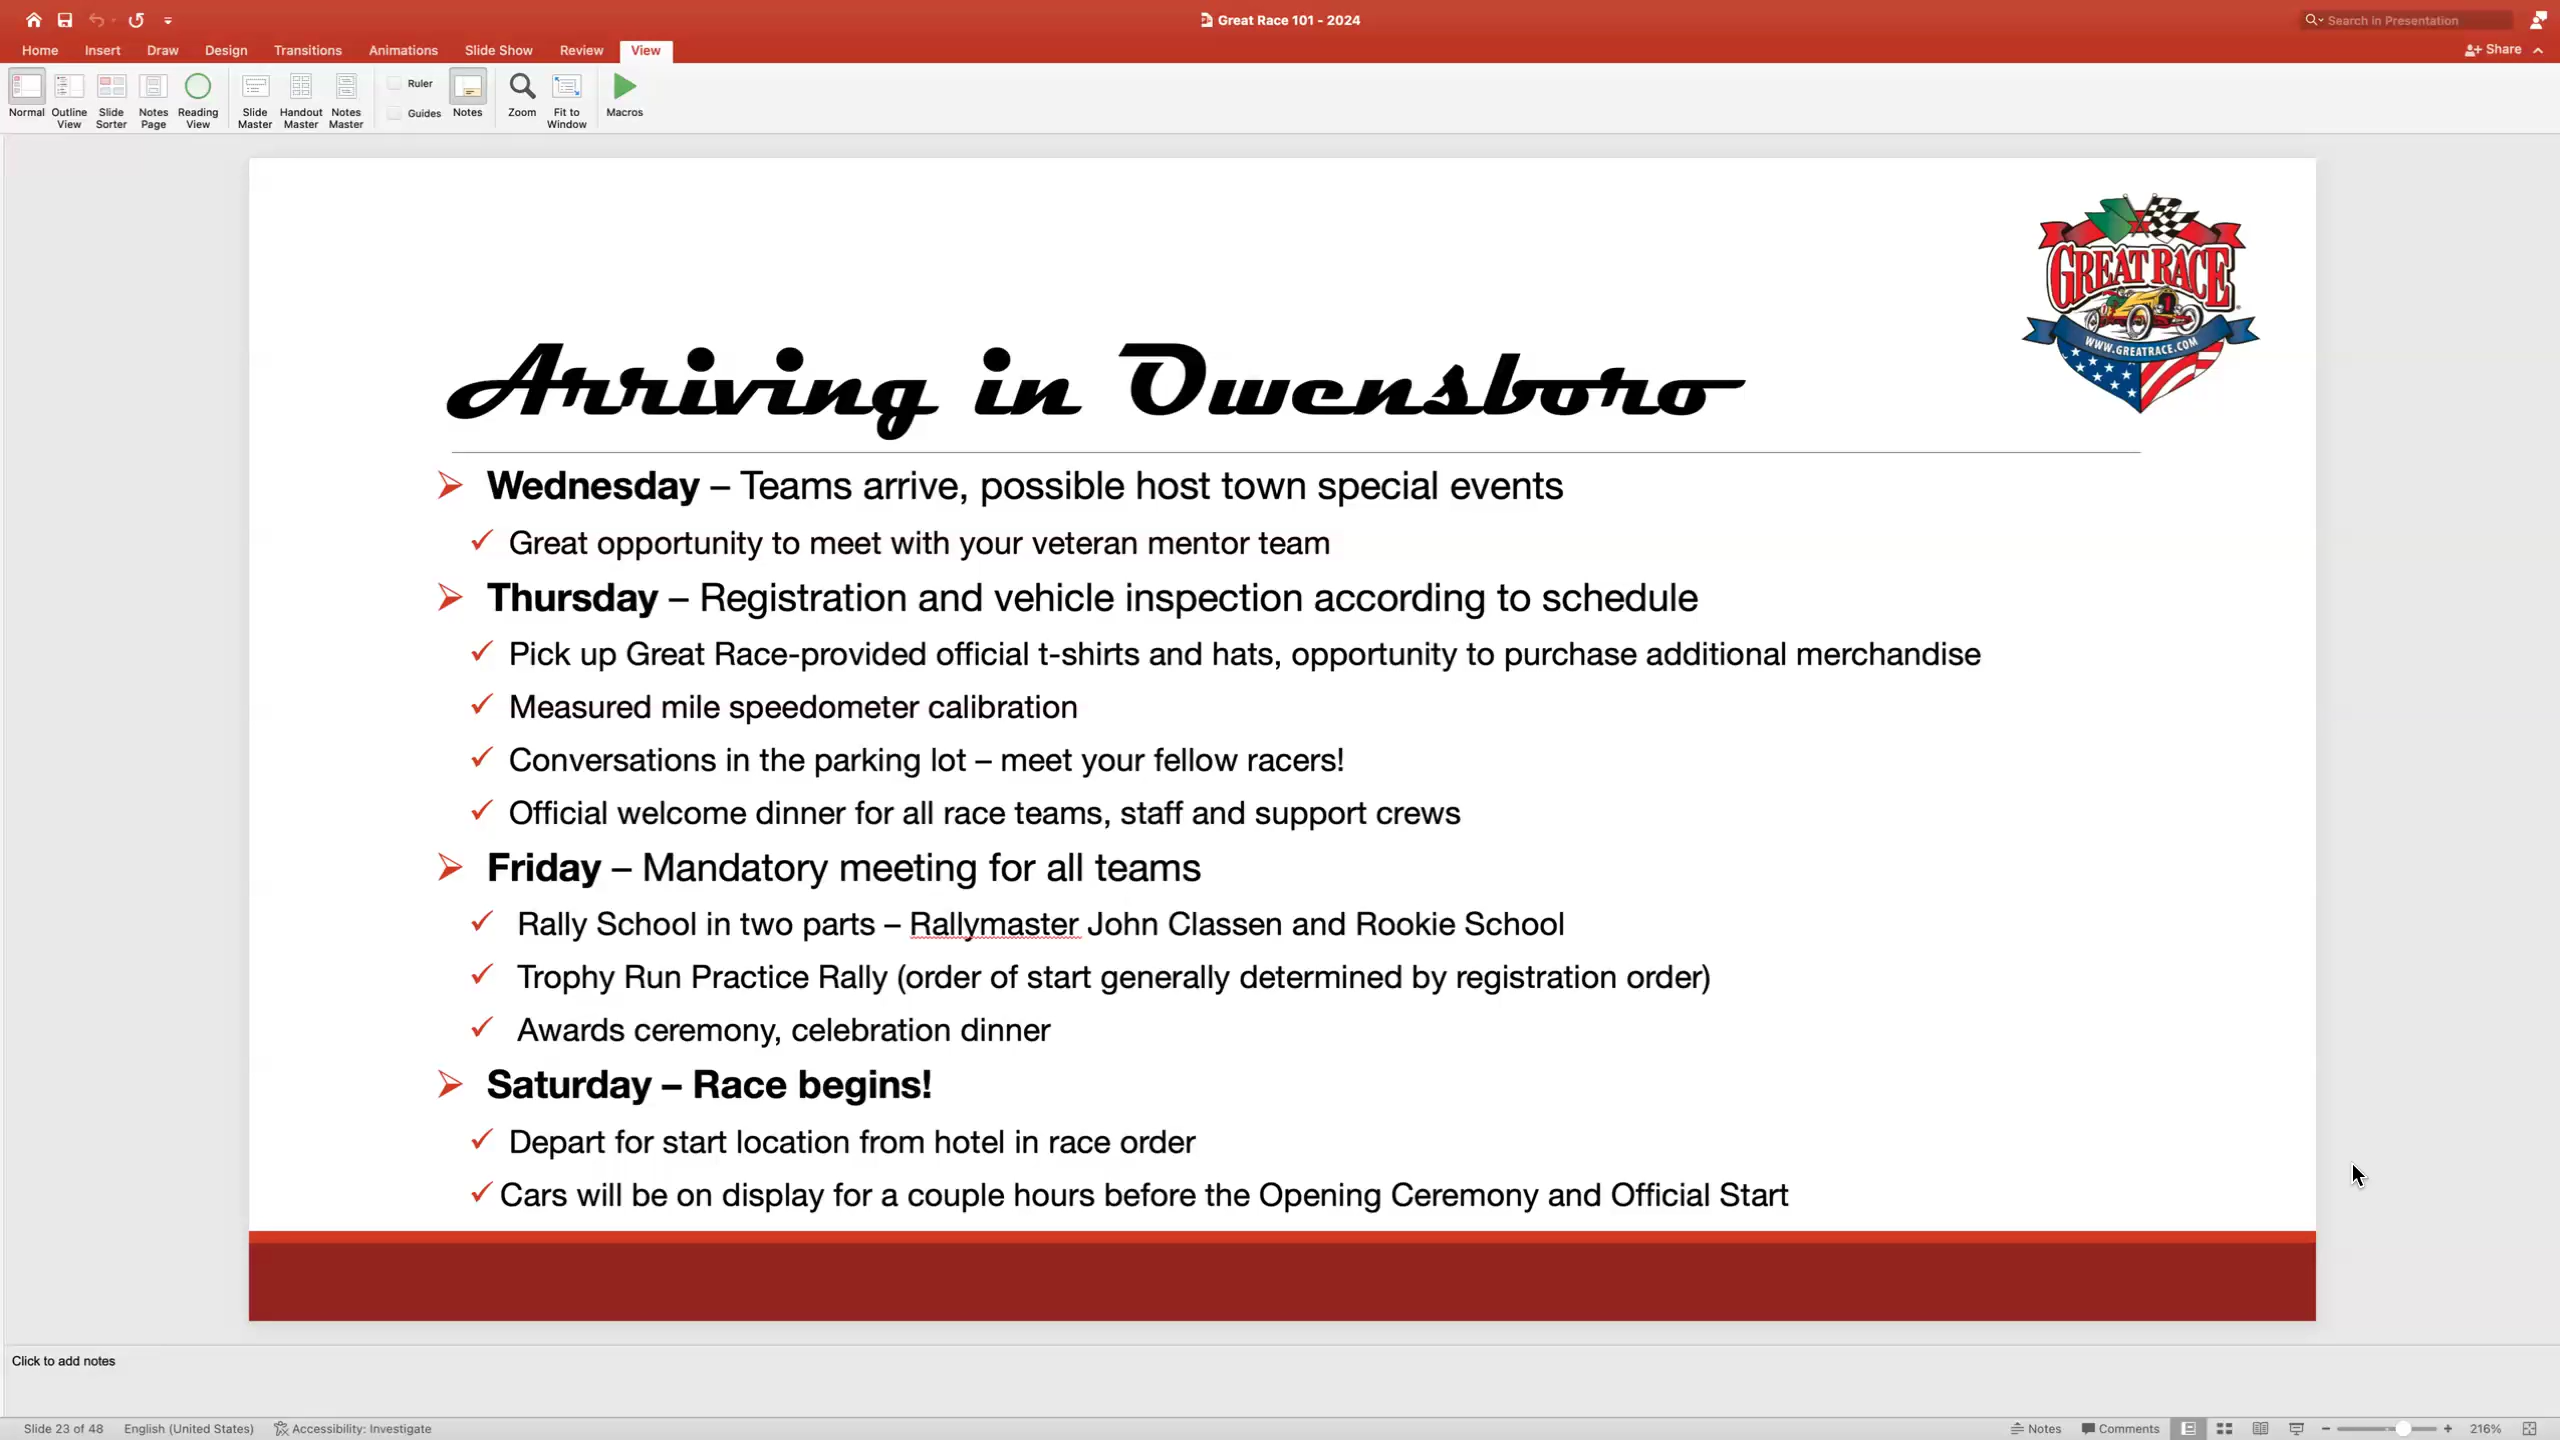 Great Race 101 - 2024
Search in Presentation
Home Insert Draw Design Transitions Animations Slide Show Review View
Share
Normal
Outline View
Slide Sorter
Notes Page
Reading View
Slide Master
Handout Master
Notes Master
Ruler
Guides
Notes
Zoom
Fit to Window
Macros
GREAT RACE
WWW.GREATRACE.COM
Arriving in Owensboro
Wednesday – Teams arrive, possible host town special events
Great opportunity to meet with your veteran mentor team
Thursday – Registration and vehicle inspection according to schedule
Pick up Great Race-provided official t-shirts and hats, opportunity to purchase additional merchandise
Measured mile speedometer calibration
Conversations in the parking lot – meet your fellow racers!
Official welcome dinner for all race teams, staff and support crews
Friday – Mandatory meeting for all teams
Rally School in two parts – Rallymaster John Classen and Rookie School
Trophy Run Practice Rally (order of start generally determined by registration order)
Awards ceremony, celebration dinner
Saturday – Race begins!
Depart for start location from hotel in race order
Cars will be on display for a couple hours before the Opening Ceremony and Official Start
Click to add notes
Slide 23 of 48 English (United States) Accessibility: Investigate Notes Comments 216%